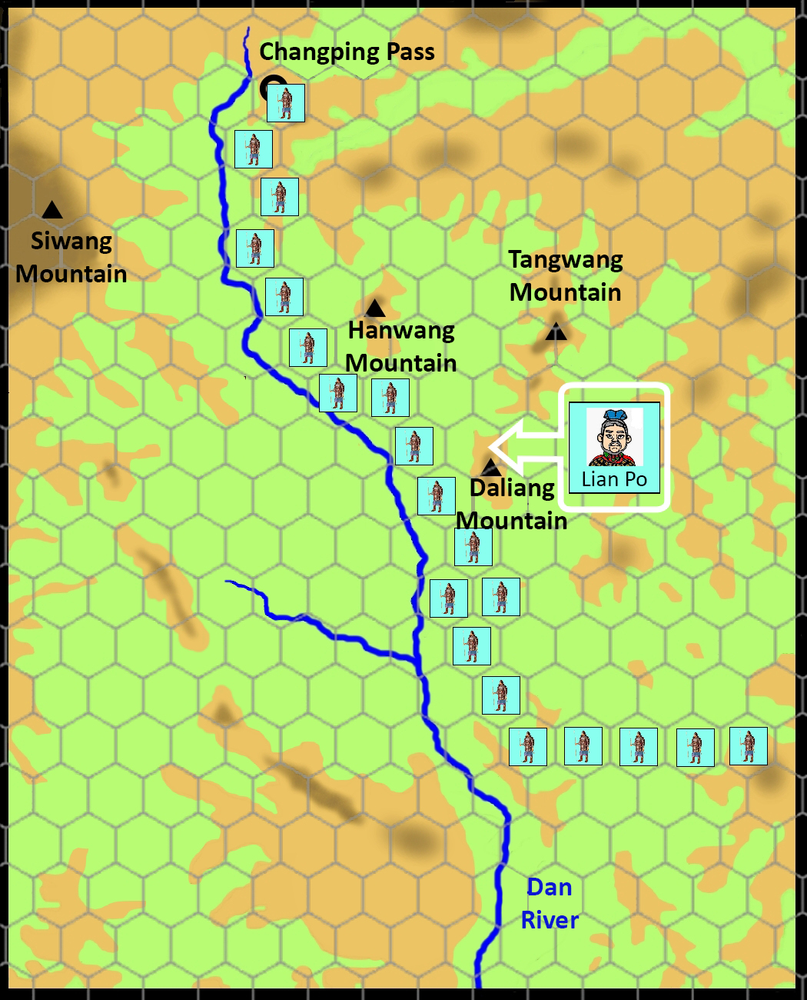 Changping Pass
Siwang
Mountain
Tangwang
Mountain
Hanwang
Mountain
Lian Po
Daliang
Mountain
Dan
River